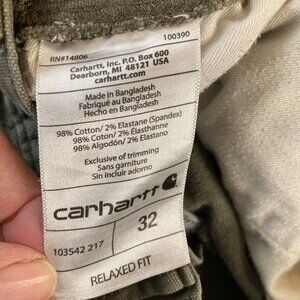 RN#14806 100390
Carhartt, Inc. P.O. Box 600
Dearborn, MI 48121 USA
carhartt.com
Made in Bangladesh
Fabriqué au Bangladesh
Hecho en Bangladesh
98% Cotton/ 2% Elastane (Spandex)
98% Coton/ 2% Élasthanne
98% Algodón/ 2% Elastano
Exclusive of trimming
Sans garniture
Sin Incluir adorno
carhartt
103542 217 32
RELAXED FIT